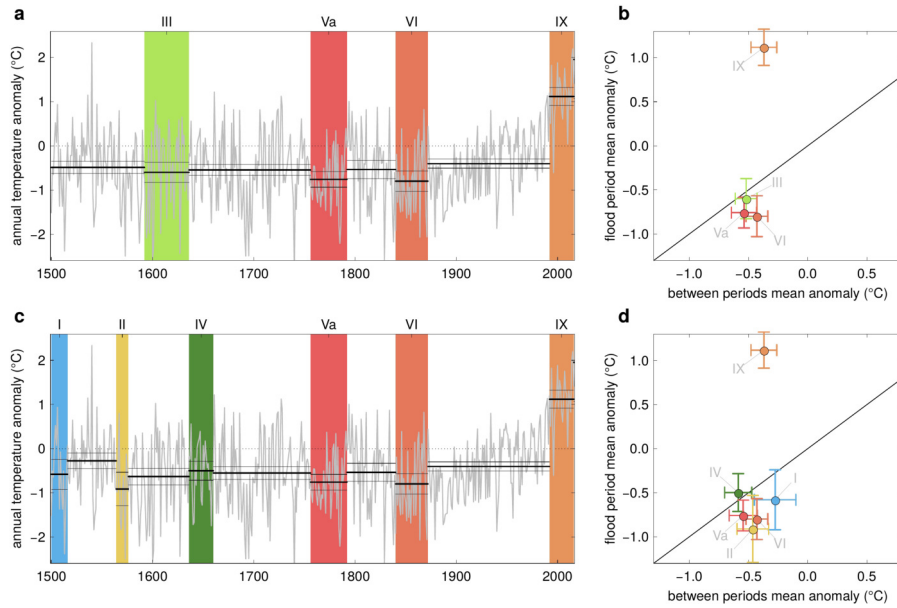 a
III Va VI IX
annual temperature anomaly (°C)
2
1
0
−1
−2
1500 1600 1700 1800 1900 2000
b
flood period mean anomaly (°C)
1.0
0.5
0.0
−0.5
−1.0
IX
III
Va
VI
−1.0 −0.5 0.0 0.5
between periods mean anomaly (°C)
c
I II IV Va VI IX
annual temperature anomaly (°C)
2
1
0
−1
−2
1500 1600 1700 1800 1900 2000
d
flood period mean anomaly (°C)
1.0
0.5
0.0
−0.5
−1.0
IX
IV
I
Va
II
VI
−1.0 −0.5 0.0 0.5
between periods mean anomaly (°C)